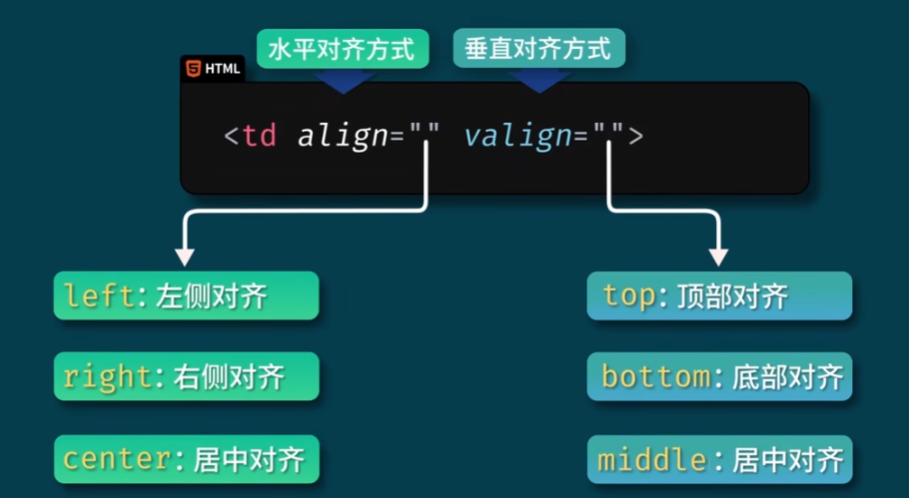 水平对齐方式 垂直对齐方式
5 HTML
<td align="" valign="">
left: 左侧对齐
top: 顶部对齐
right: 右侧对齐
bottom: 底部对齐
center: 居中对齐
middle: 居中对齐